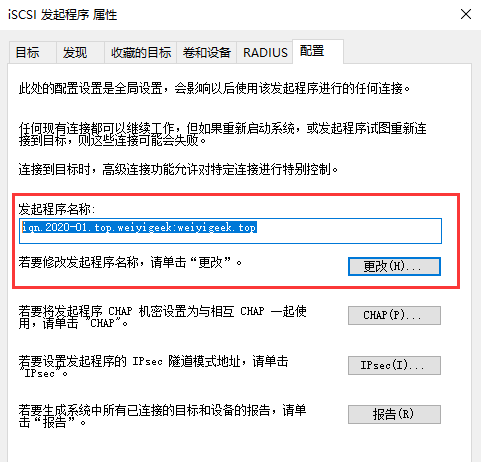 iSCSI 发起程序 属性
目标 发现 收藏的目标 卷和设备 RADIUS 配置
此处的配置设置是全局设置，会影响以后使用该发起程序进行的任何连接。
任何现有连接都可以继续工作，但如果重新启动系统，或发起程序试图重新连
接到目标，则这些连接可能会失败。
连接到目标时，高级连接功能允许对特定连接进行特别控制。
发起程序名称:
iqn.2020-01.top.weiyigeek:weiyigeek.top
若要修改发起程序名称，请单击“更改”。
更改(H)...
若要将发起程序 CHAP 机密设置为与相互 CHAP 一起使
用，请单击 "CHAP"。
CHAP(P)...
若要设置发起程序的 IPsec 隧道模式地址，请单击
"IPsec"。
IPsec(I)...
若要生成系统中所有已连接的目标和设备的报告，请单
击“报告”。
报告(R)